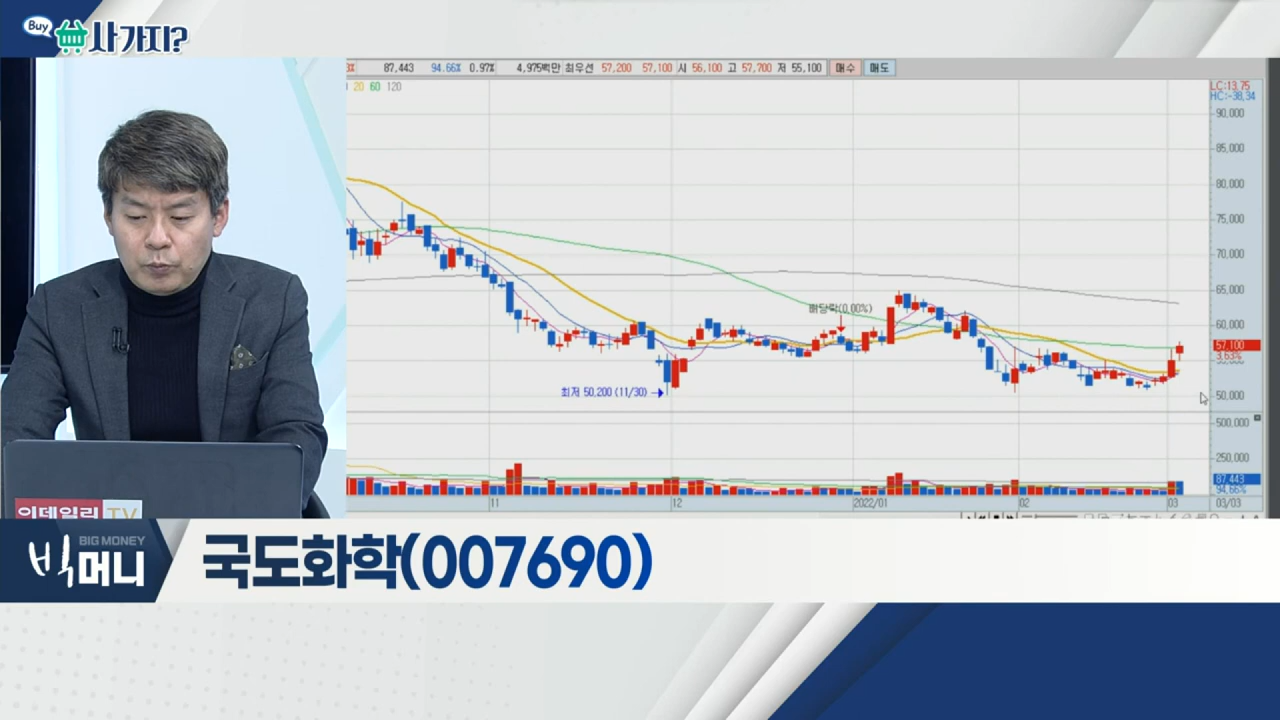 Buy
사가지?
87,443 94.66% 0.97% 4,975백만 최우선 57,200 57,100 시 56,100 고 57,700 저 55,100 매수 매도
20 60 120
LC:13.75
HC:-38.34
90,000
85,000
80,000
75,000
70,000
65,000
배당락(0.00%)
60,000
57,100
3.63%
55,000
최저 50,200 (11/30)
50,000
500,000
250,000
87,443
94.66%
11 12 2022/01 02 03 03/03
이데일리 TV
BIG MONEY
빅머니
국도화학(007690)